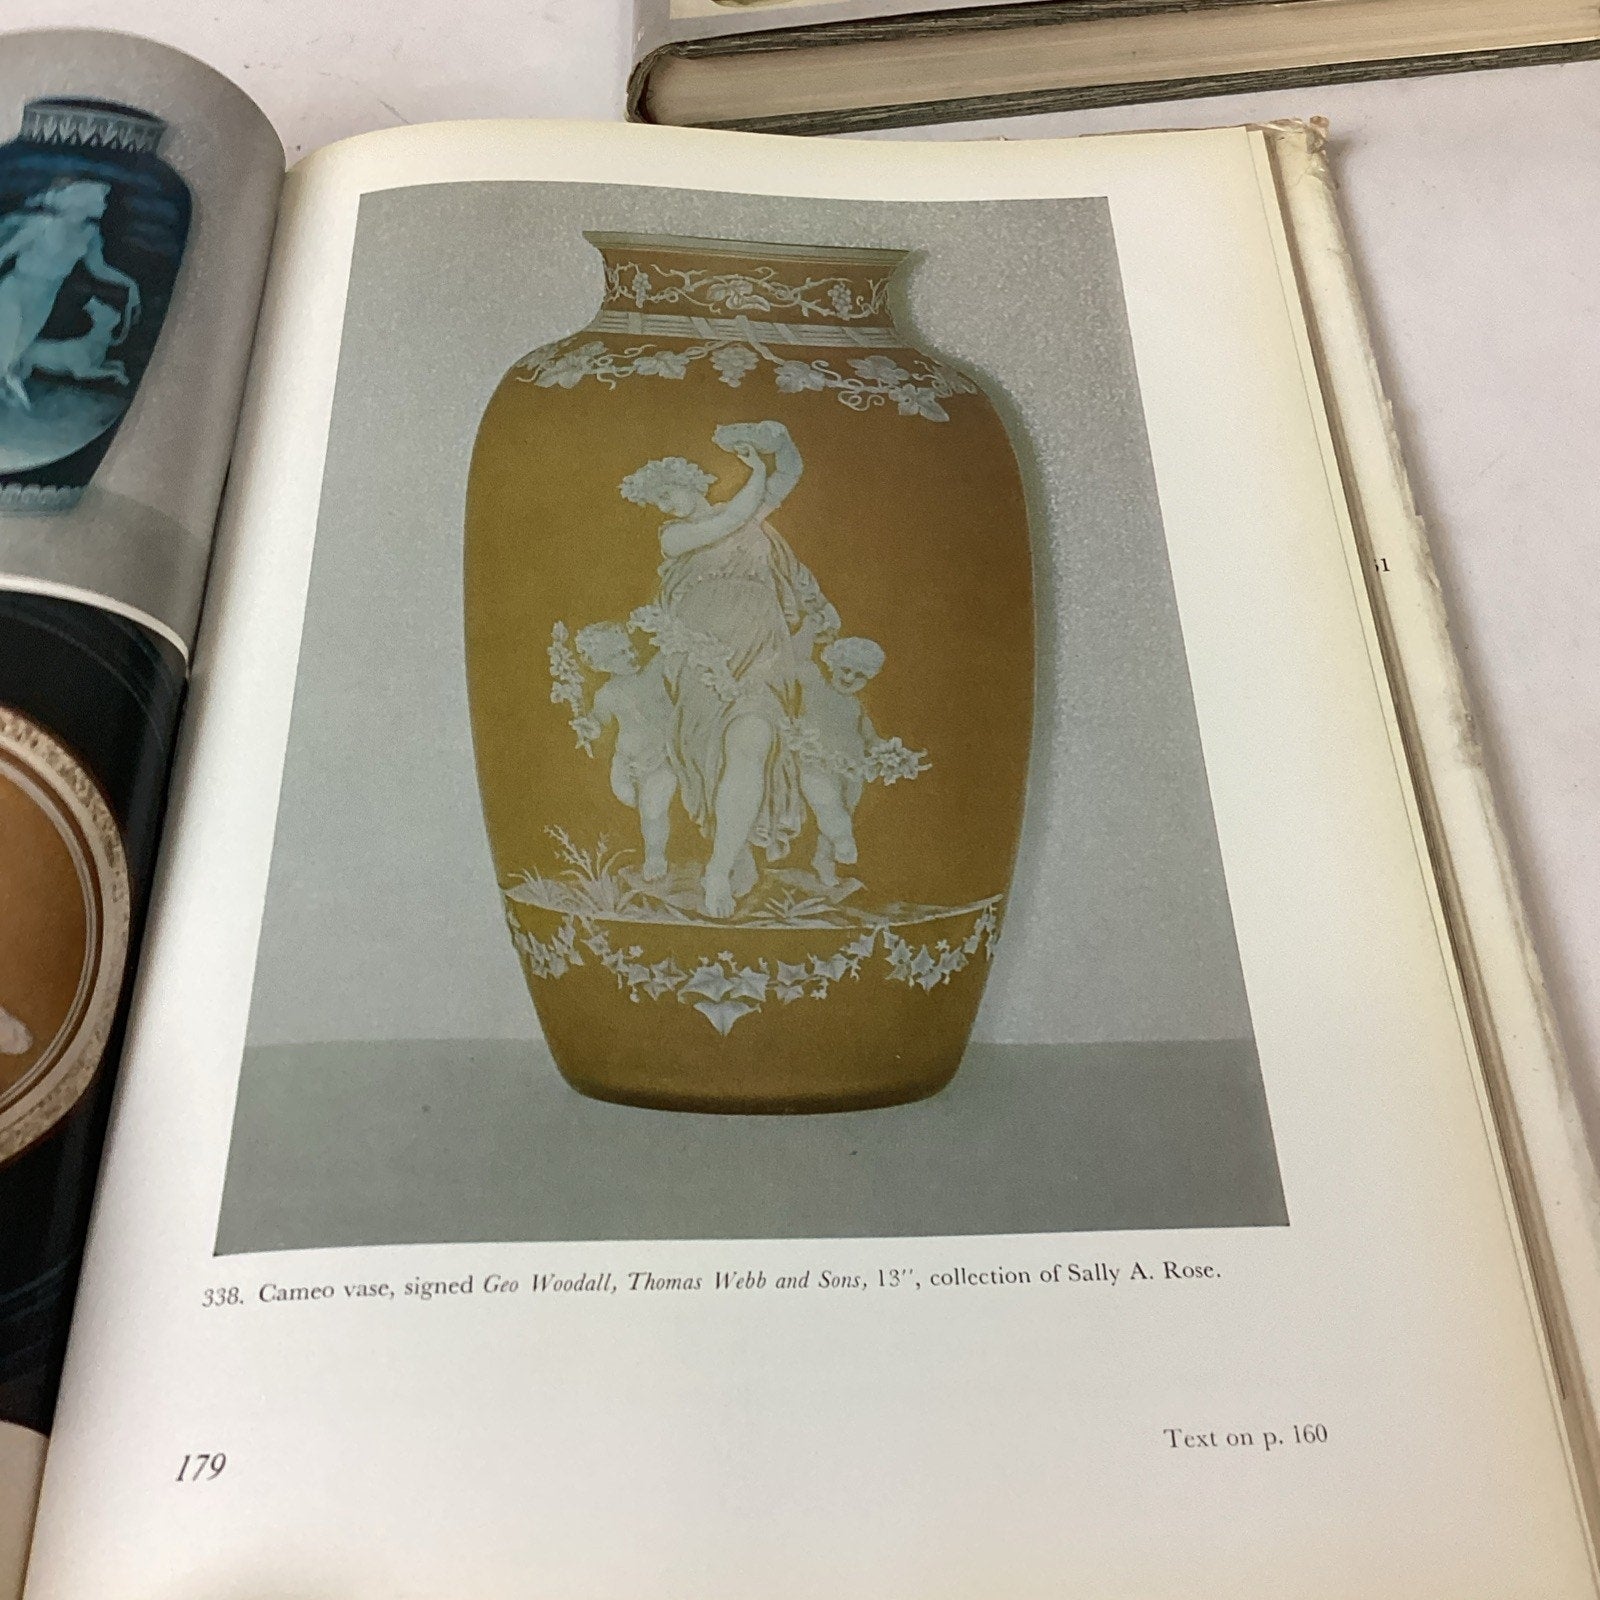 338. Cameo vase, signed Geo Woodall, Thomas Webb and Sons, 13″, collection of Sally A. Rose.
Text on p. 160
179